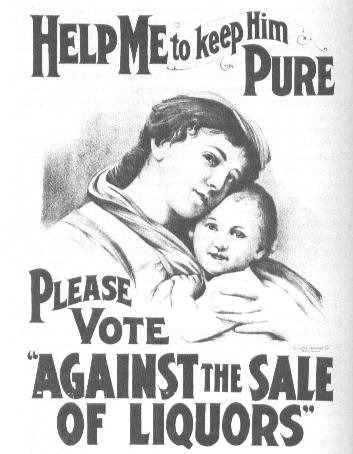 HELP ME to keep Him
PURE
PLEASE
VOTE
"AGAINST THE SALE
OF LIQUORS"